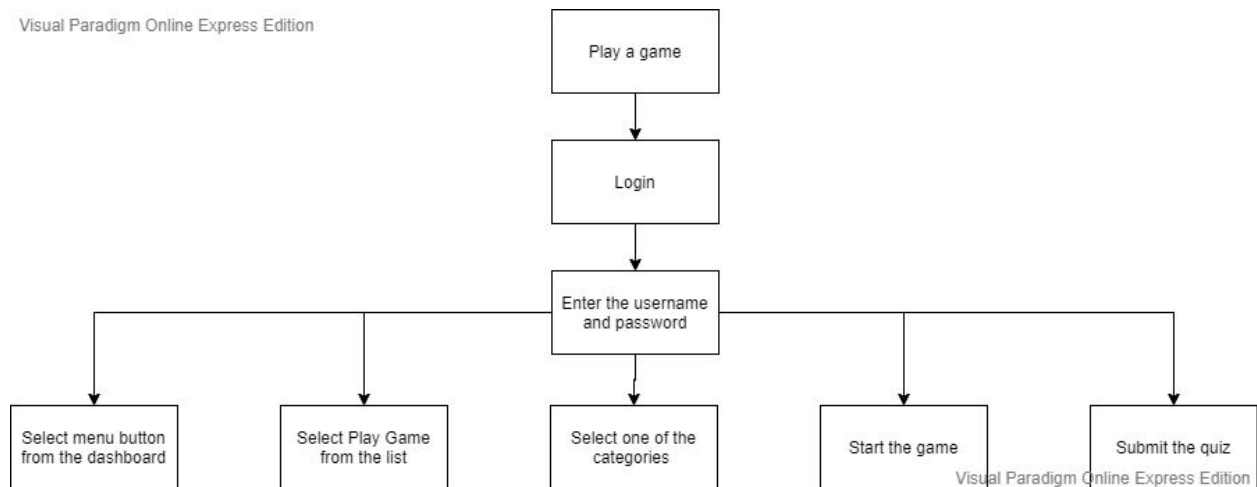 Visual Paradigm Online Express Edition
Play a game
Login
Enter the username
and password
Select menu button
from the dashboard
Select Play Game
from the list
Select one of the
categories
Start the game
Submit the quiz
Visual Paradigm Online Express Edition